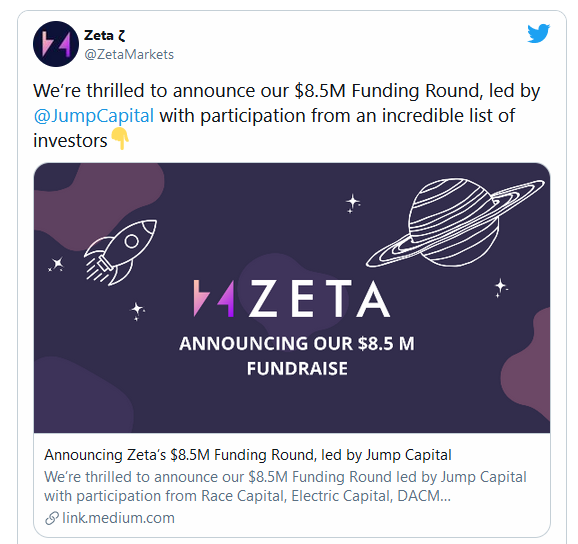 Zeta ζ
@ZetaMarkets
We’re thrilled to announce our $8.5M Funding Round, led by
@JumpCapital with participation from an incredible list of
investors👇
ZETA
ANNOUNCING OUR $8.5 M
FUNDRAISE
Announcing Zeta’s $8.5M Funding Round, led by Jump Capital
We’re thrilled to announce our $8.5M Funding Round led by Jump Capital
with participation from Race Capital, Electric Capital, DACM...
link.medium.com